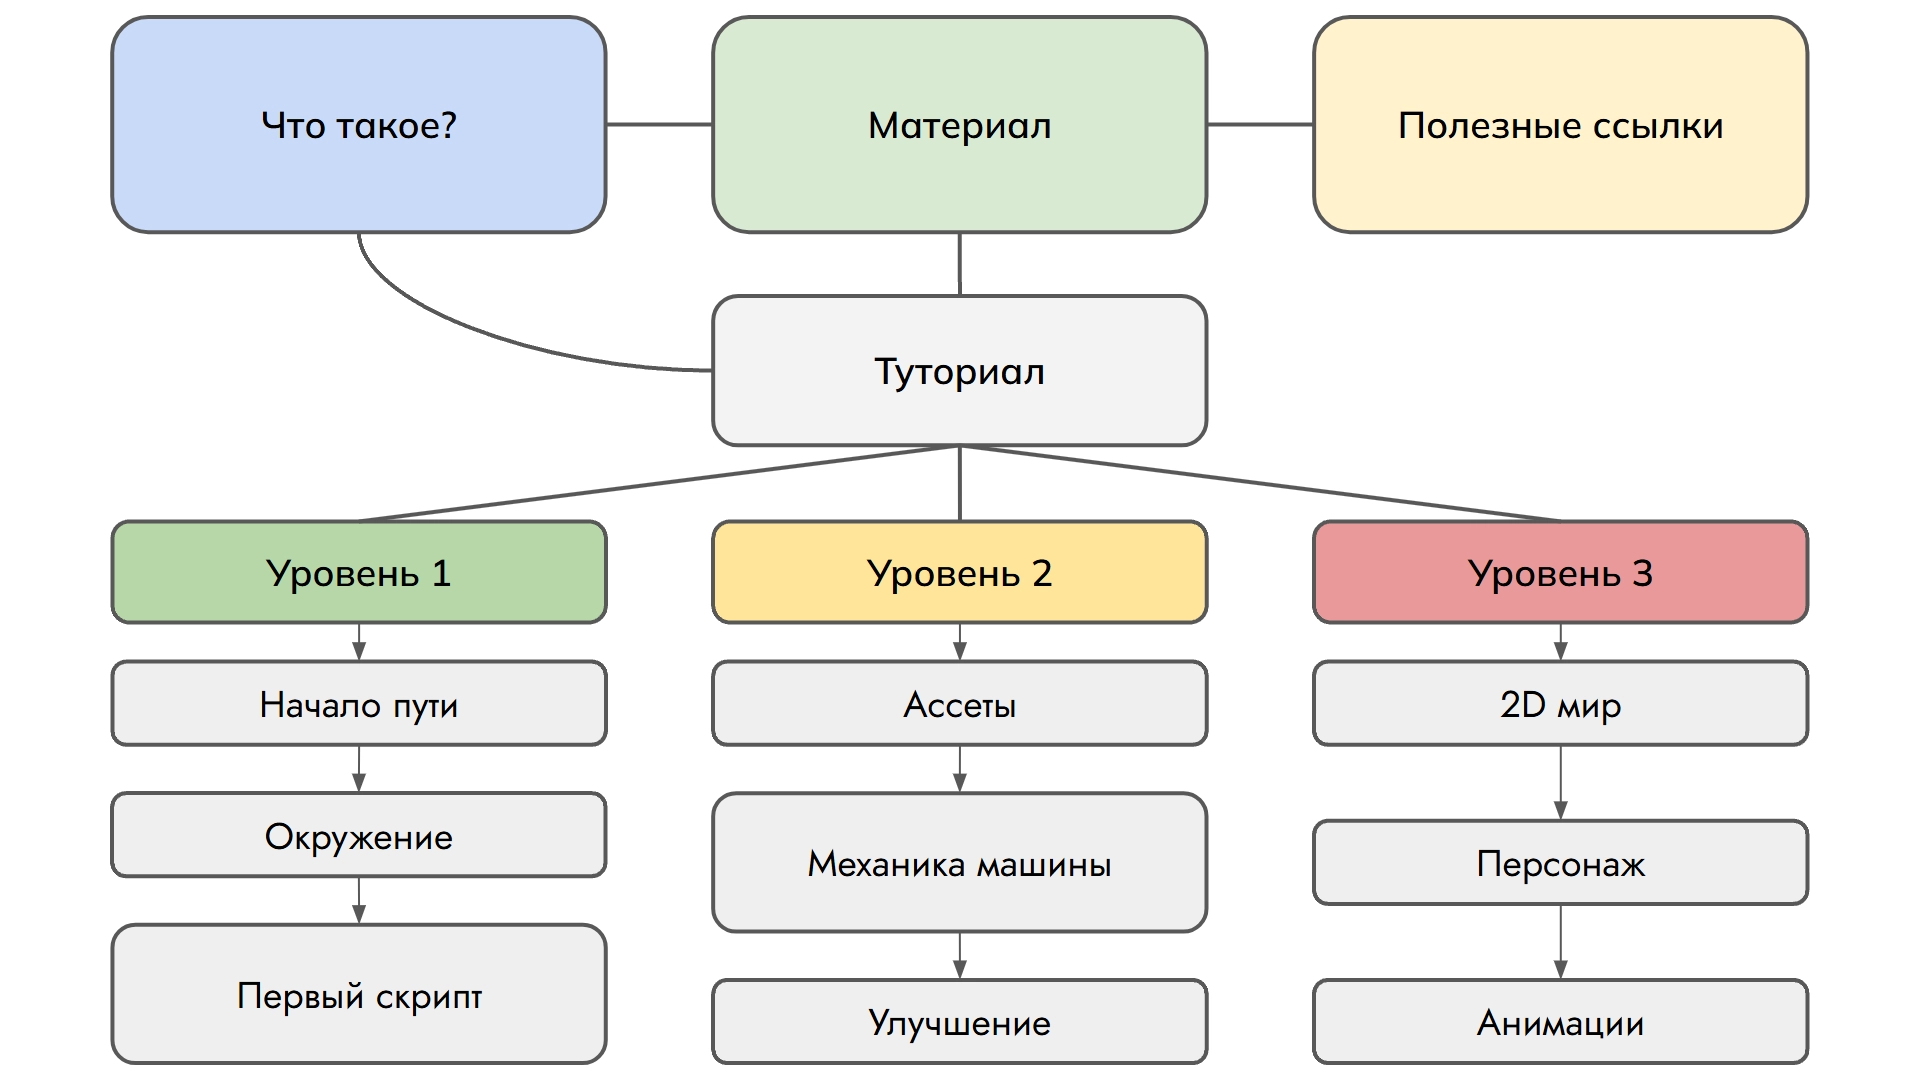 Что такое?
Материал
Полезные ссылки
Туториал
Уровень 1
Уровень 2
Уровень 3
Начало пути
Ассеты
2D мир
Окружение
Механика машины
Персонаж
Первый скрипт
Улучшение
Анимации